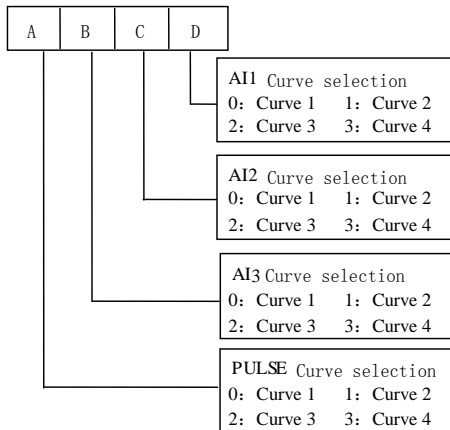 A B C D
AI1 Curve selection
0: Curve 1 1: Curve 2
2: Curve 3 3: Curve 4
AI2 Curve selection
0: Curve 1 1: Curve 2
2: Curve 3 3: Curve 4
AI3 Curve selection
0: Curve 1 1: Curve 2
2: Curve 3 3: Curve 4
PULSE Curve selection
0: Curve 1 1: Curve 2
2: Curve 3 3: Curve 4